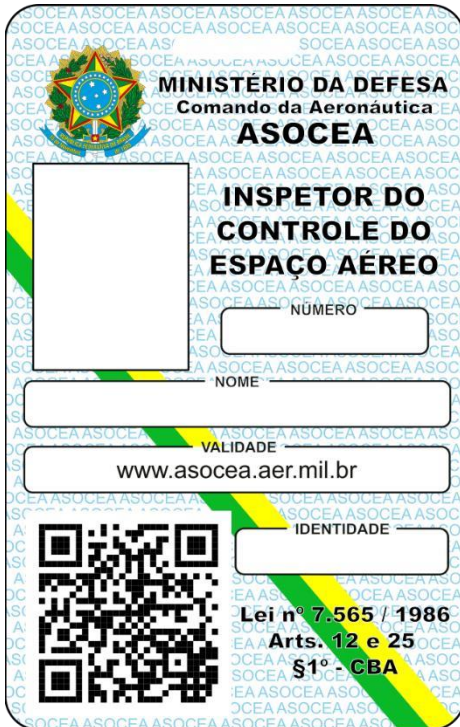 MINISTÉRIO DA DEFESA
Comando da Aeronáutica
ASOCEA
INSPETOR DO
CONTROLE DO
ESPAÇO AÉREO
NÚMERO
NOME
VALIDADE
www.asocea.aer.mil.br
IDENTIDADE
Lei nº 7.565 / 1986
Arts. 12 e 25
§1º - CBA